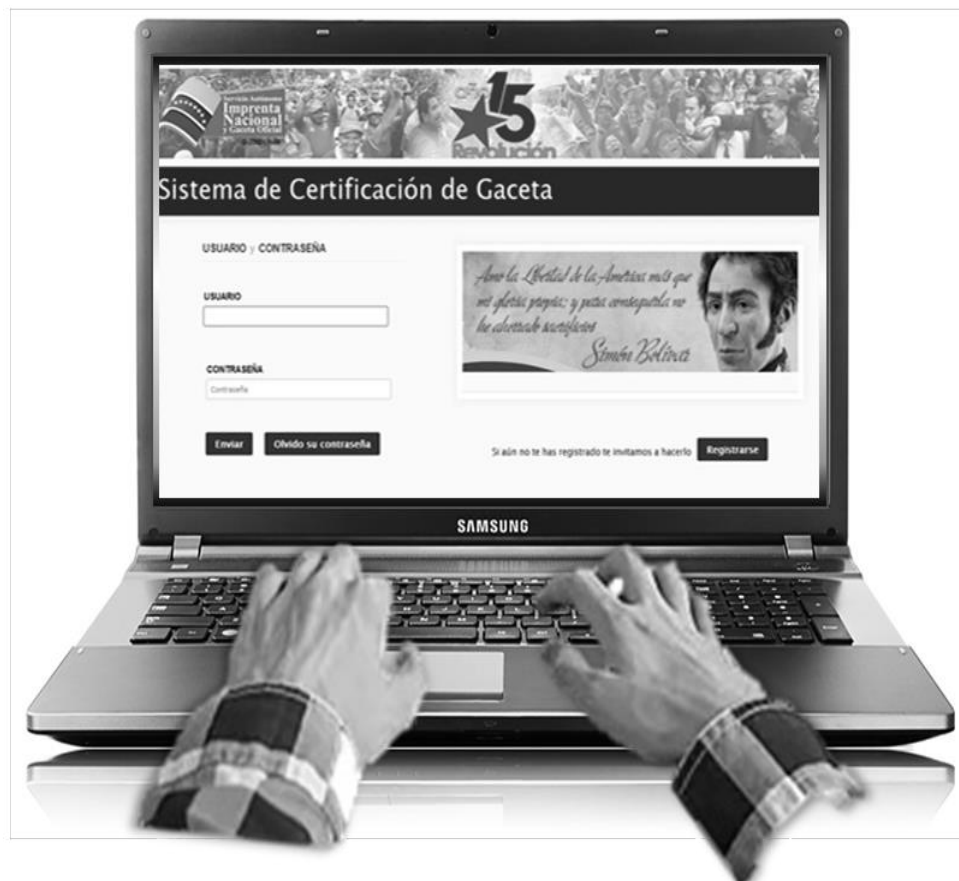 Servicio Autónomo
Imprenta
Nacional
y Gaceta Oficial
15
Revolución
Sistema de Certificación de Gaceta
USUARIO y CONTRASEÑA
USUARIO
CONTRASEÑA
Contraseña
Enviar
Olvido su contraseña
Amo la Libertad de la América más que
mi gloria propia; y para conseguirla no
he ahorrado sacrificios
Simón Bolívar
Si aún no te has registrado te invitamos a hacerlo
Registrarse
SAMSUNG